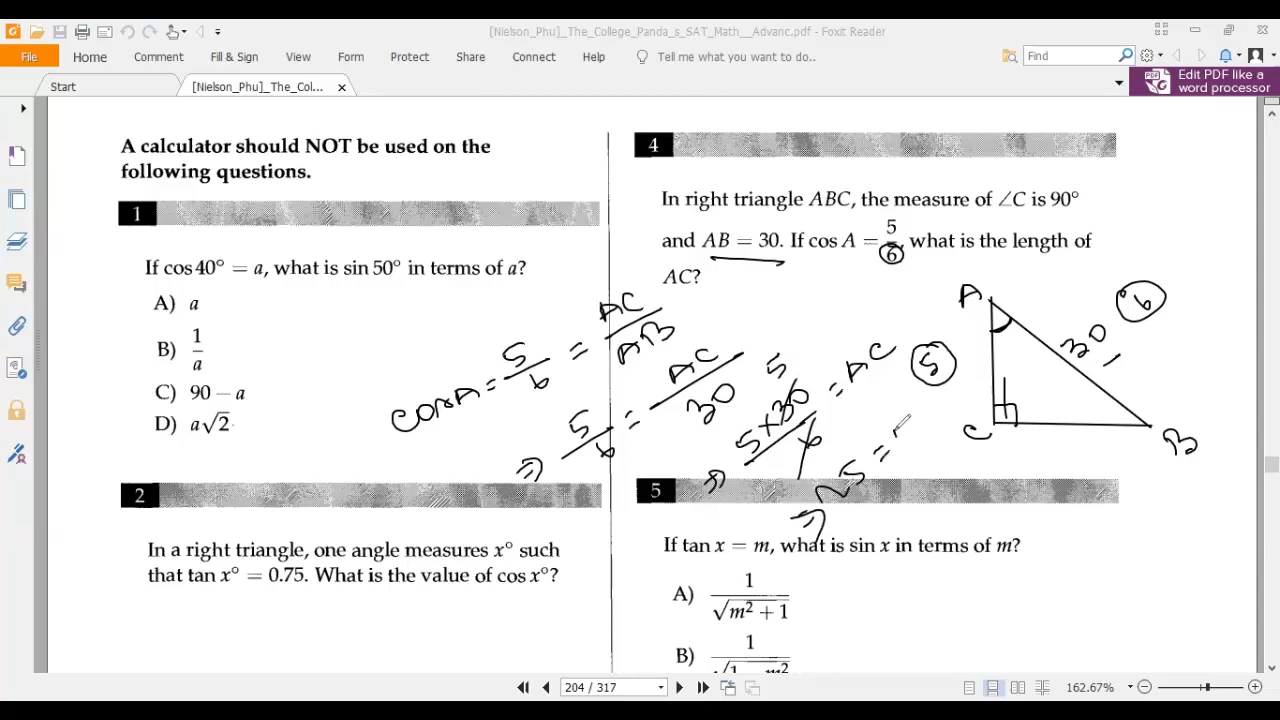 [Nielson_Phu]_The_College_Panda_s_SAT_Math__Advanc.pdf - Foxit Reader
File Home Comment Fill & Sign View Form Protect Share Connect Help Tell me what you want to do.. Find
Start [Nielson_Phu]_The_Col... Edit PDF like a word processor
A calculator should NOT be used on the
following questions.
1
If cos 40° = a, what is sin 50° in terms of a?
A) a
B) 1/a
C) 90 − a
D) a√2
2
In a right triangle, one angle measures x° such
that tan x° = 0.75. What is the value of cos x°?
4
In right triangle ABC, the measure of ∠C is 90°
and AB = 30. If cos A = 5/6, what is the length of
AC?
A
6
30
C
B
cos A = 5/6 = AC/AB
⇒ 5/6 = AC/30
⇒ 5×30/6 = AC
5
5
⇒ 25 =
5
If tan x = m, what is sin x in terms of m?
A) 1/√(m² + 1)
B) 1/√(1 − m²
204 / 317
162.67%